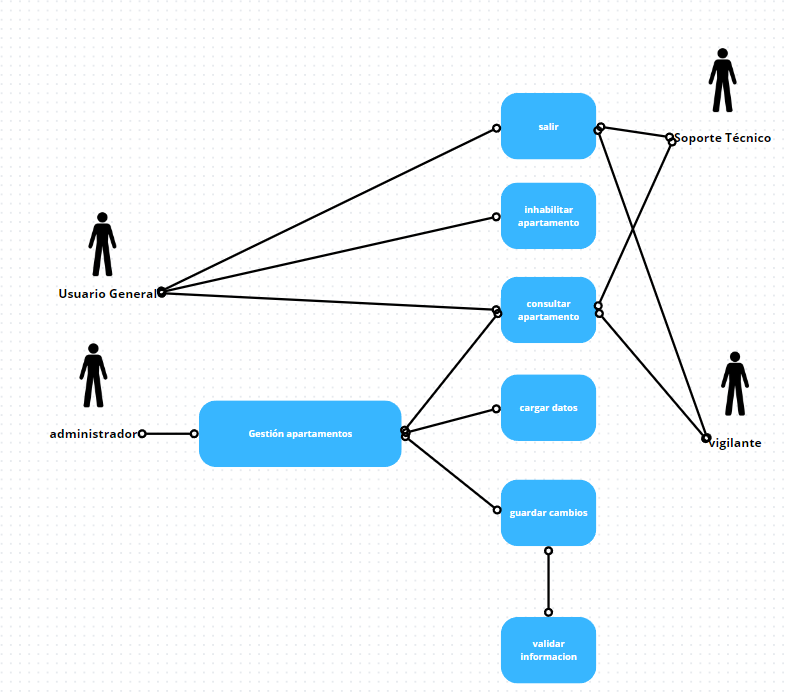 salir
Soporte Técnico
inhabilitar
apartamento
Usuario General
consultar
apartamento
cargar datos
administrador
Gestión apartamentos
vigilante
guardar cambios
validar
informacion